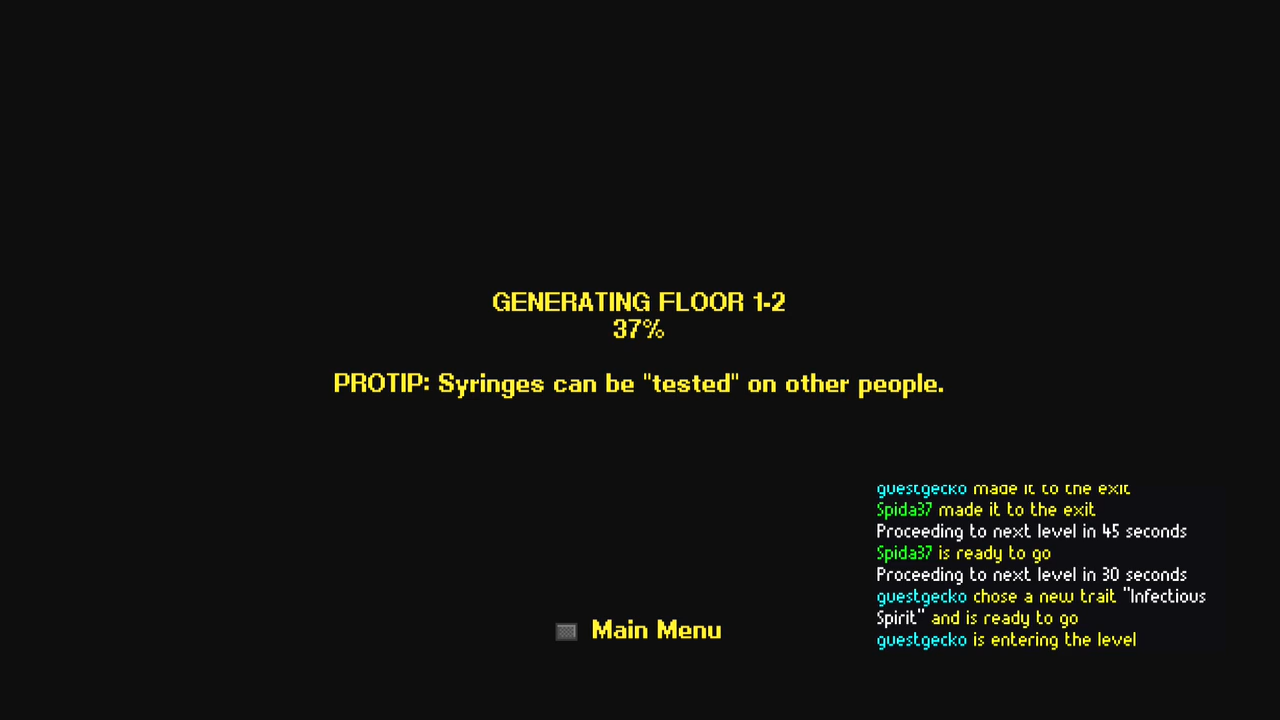 GENERATING FLOOR 1-2
37%
PROTIP: Syringes can be "tested" on other people.
guestgecko made it to the exit
Spida37 made it to the exit
Proceeding to next level in 45 seconds
Spida37 is ready to go
Proceeding to next level in 30 seconds
guestgecko chose a new trait "Infectious
Spirit" and is ready to go
guestgecko is entering the level
Main Menu